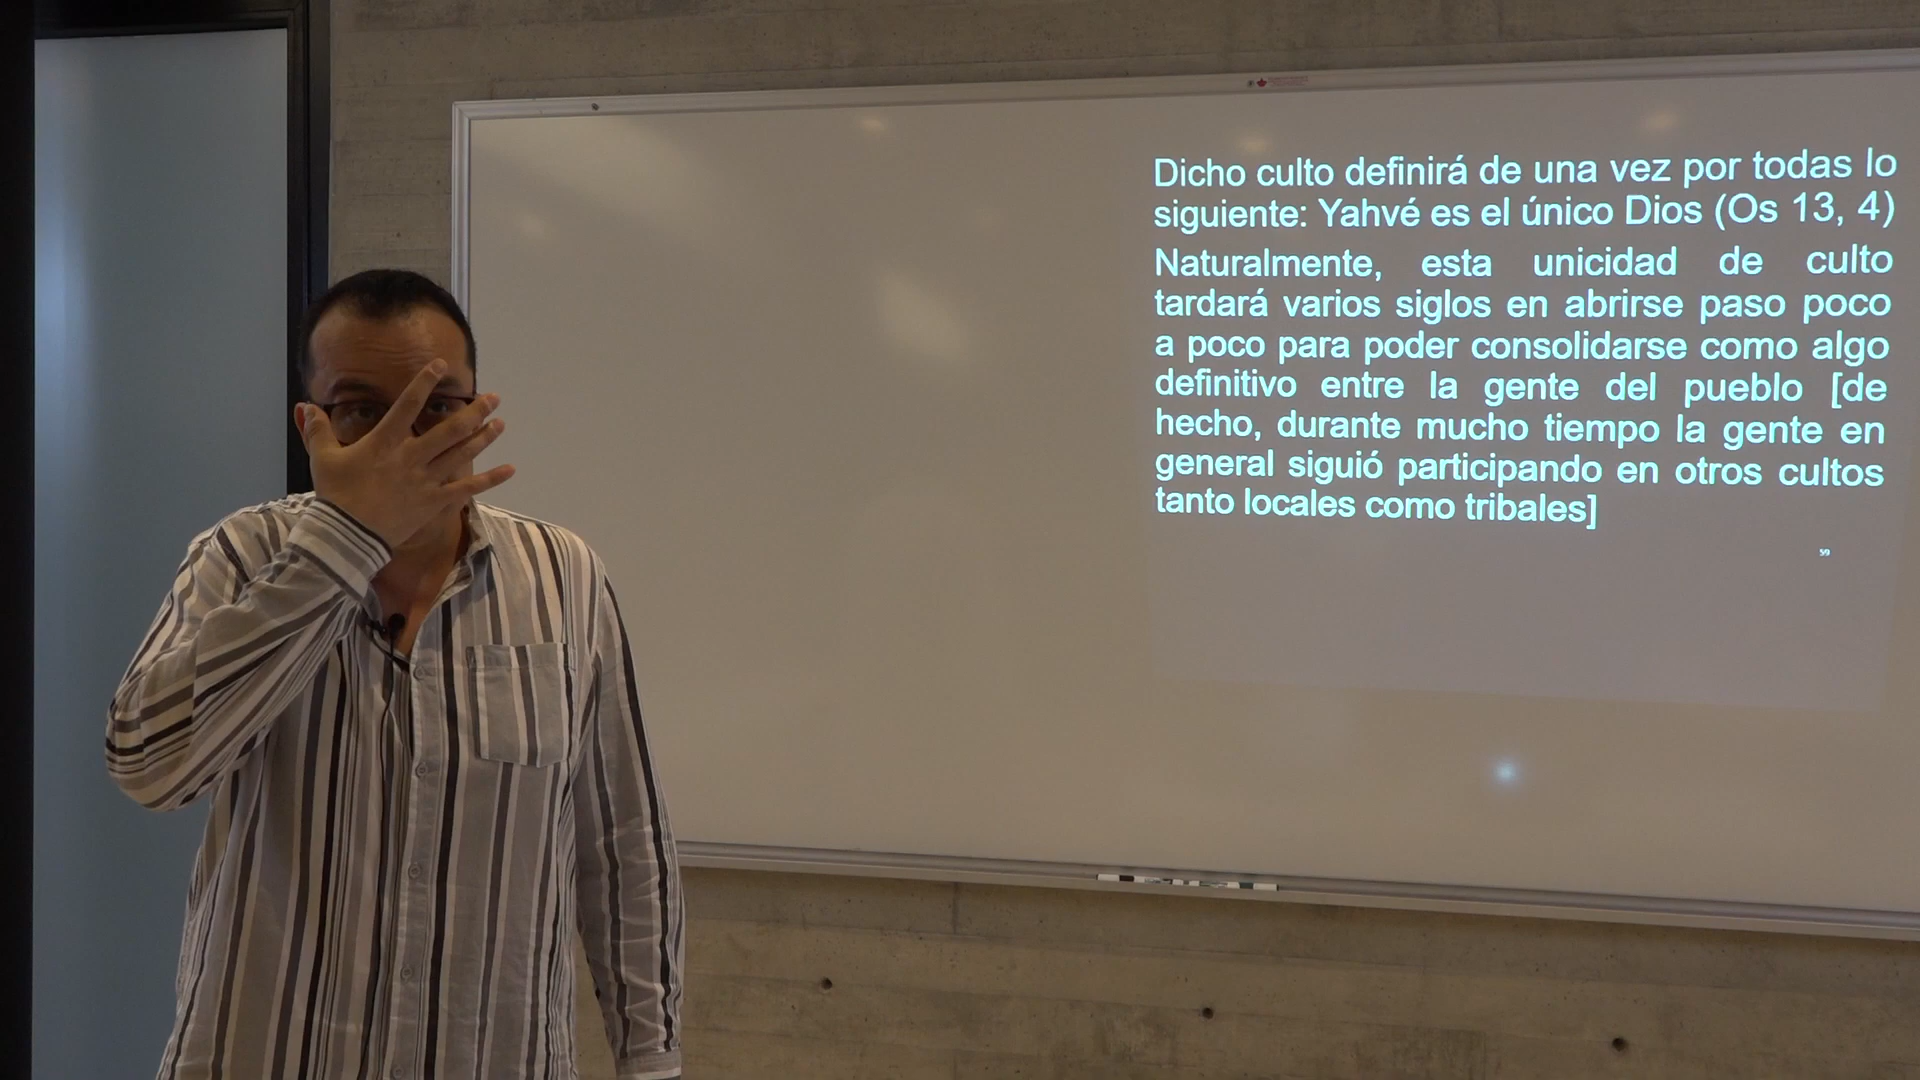 Dicho culto definirá de una vez por todas lo
siguiente: Yahvé es el único Dios (Os 13, 4)
Naturalmente, esta unicidad de culto
tardará varios siglos en abrirse paso poco
a poco para poder consolidarse como algo
definitivo entre la gente del pueblo [de
hecho, durante mucho tiempo la gente en
general siguió participando en otros cultos
tanto locales como tribales]
59